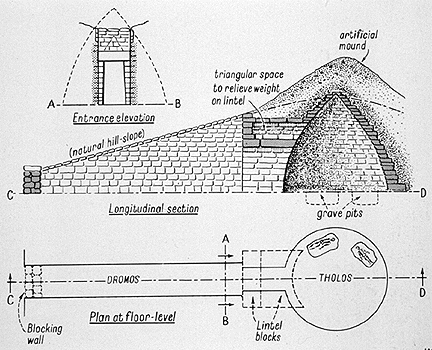 artificial
mound
triangular space
to relieve weight
on lintel
A
B
Entrance elevation
(natural hill-slope)
C
D
Longitudinal section
grave pits
A
C
DROMOS
THOLOS
D
B
Blocking
wall
Plan at floor-level
Lintel
blocks